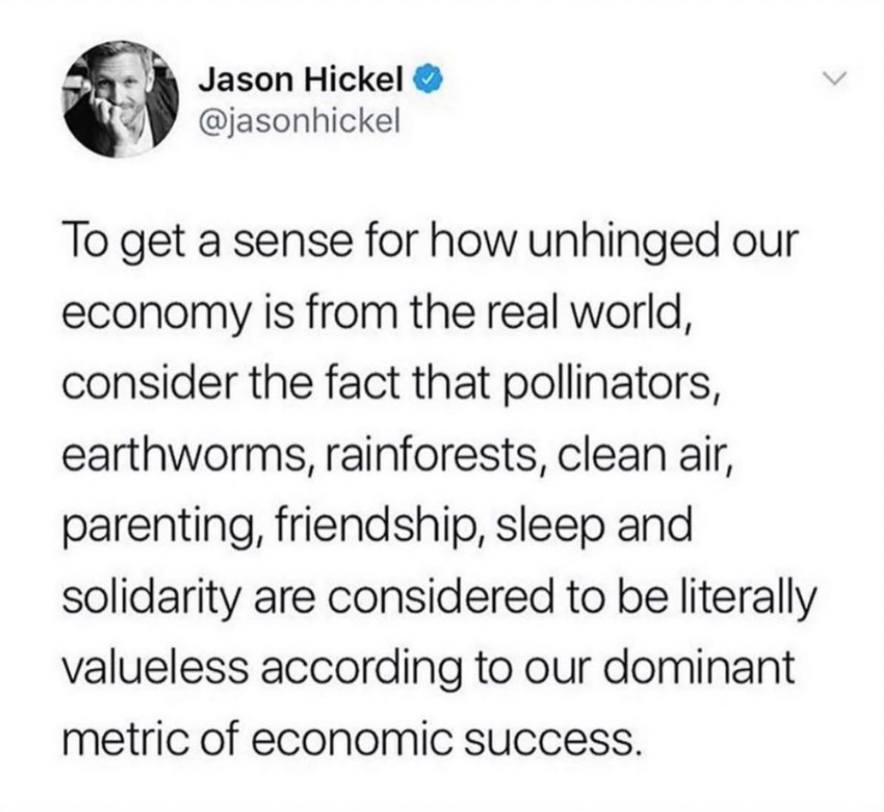 Jason Hickel
@jasonhickel
To get a sense for how unhinged our
economy is from the real world,
consider the fact that pollinators,
earthworms, rainforests, clean air,
parenting, friendship, sleep and
solidarity are considered to be literally
valueless according to our dominant
metric of economic success.